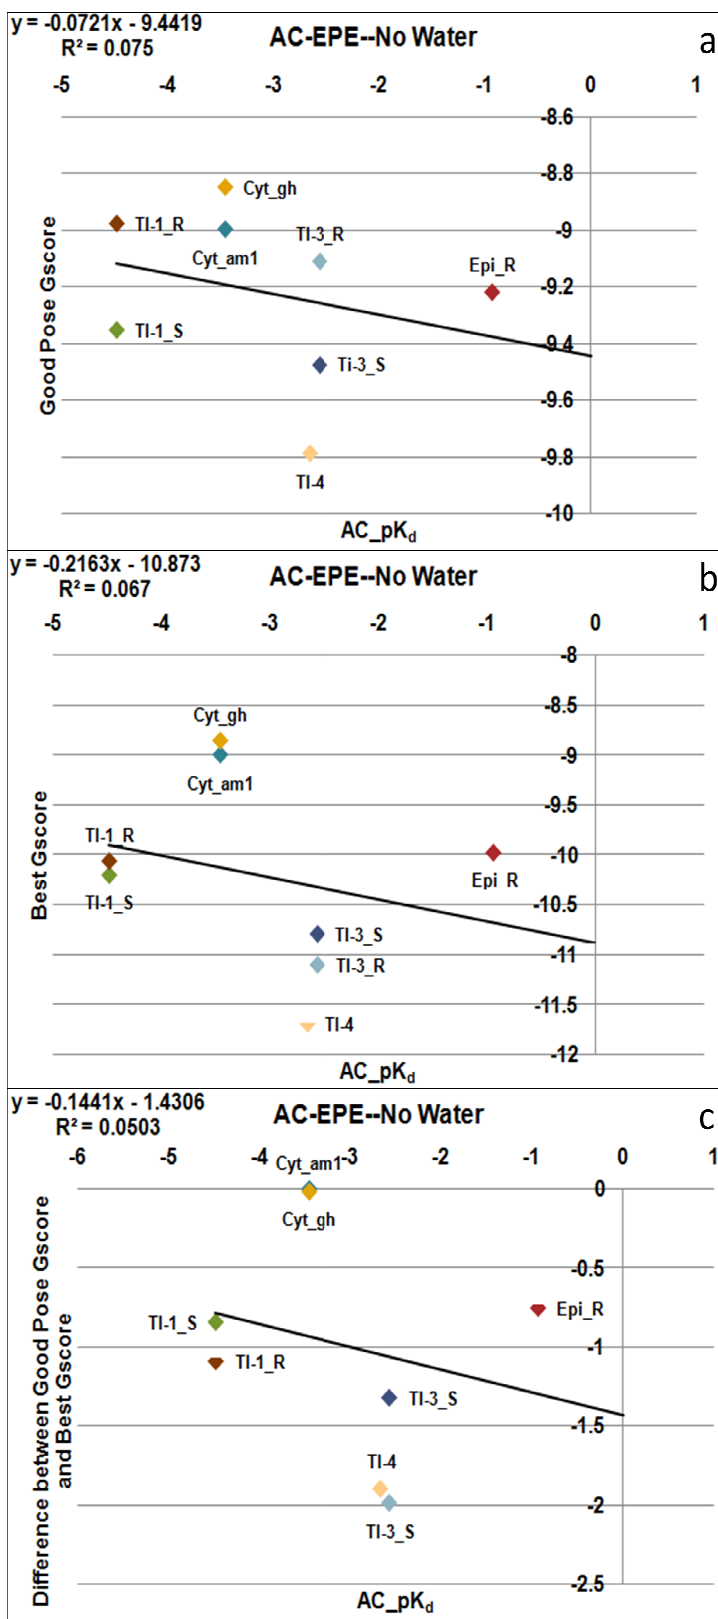 y = -0.0721x - 9.4419
R² = 0.075
AC-EPE--No Water
a
-5 -4 -3 -2 -1 0 1
-8.6
-8.8
-9
-9.2
-9.4
-9.6
-9.8
-10
Cyt_gh
TI-1_R
TI-3_R
Cyt_am1
Epi_R
TI-1_S
Ti-3_S
TI-4
Good Pose Gscore
AC_pKd
y = -0.2163x - 10.873
R² = 0.067
AC-EPE--No Water
b
-5 -4 -3 -2 -1 0 1
-8
-8.5
-9
-9.5
-10
-10.5
-11
-11.5
-12
Cyt_gh
Cyt_am1
TI-1_R
Epi_R
TI-1_S
TI-3_S
TI-3_R
TI-4
Best Gscore
AC_pKd
y = -0.1441x - 1.4306
R² = 0.0503
AC-EPE--No Water
c
-6 -5 -4 -3 -2 -1 0 1
0
-0.5
-1
-1.5
-2
-2.5
Cyt_am1
Cyt_gh
Epi_R
TI-1_S
TI-1_R
TI-3_S
TI-4
TI-3_S
Difference between Good Pose Gscore
and Best Gscore
AC_pKd